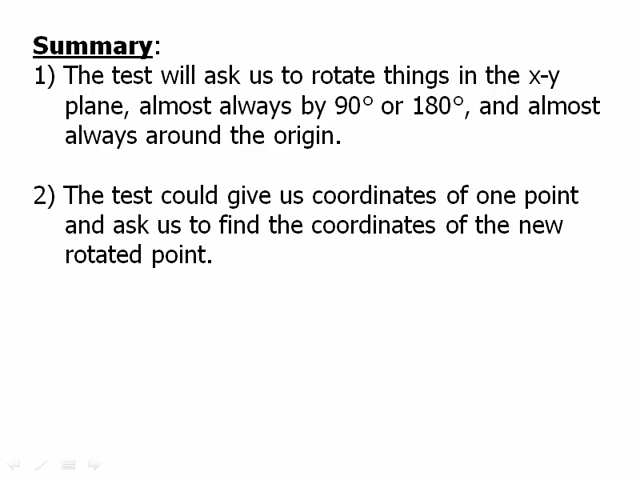 Summary:
1) The test will ask us to rotate things in the x-y
plane, almost always by 90° or 180°, and almost
always around the origin.
2) The test could give us coordinates of one point
and ask us to find the coordinates of the new
rotated point.